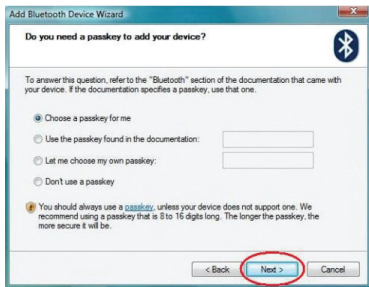 Add Bluetooth Device Wizard
Do you need a passkey to add your device?
To answer this question, refer to the "Bluetooth" section of the documentation that came with
your device. If the documentation specifies a passkey, use that one.
Choose a passkey for me
Use the passkey found in the documentation:
Let me choose my own passkey:
Don't use a passkey
You should always use a passkey, unless your device does not support one. We
recommend using a passkey that is 8 to 16 digits long. The longer the passkey, the
more secure it will be.
< Back Next > Cancel